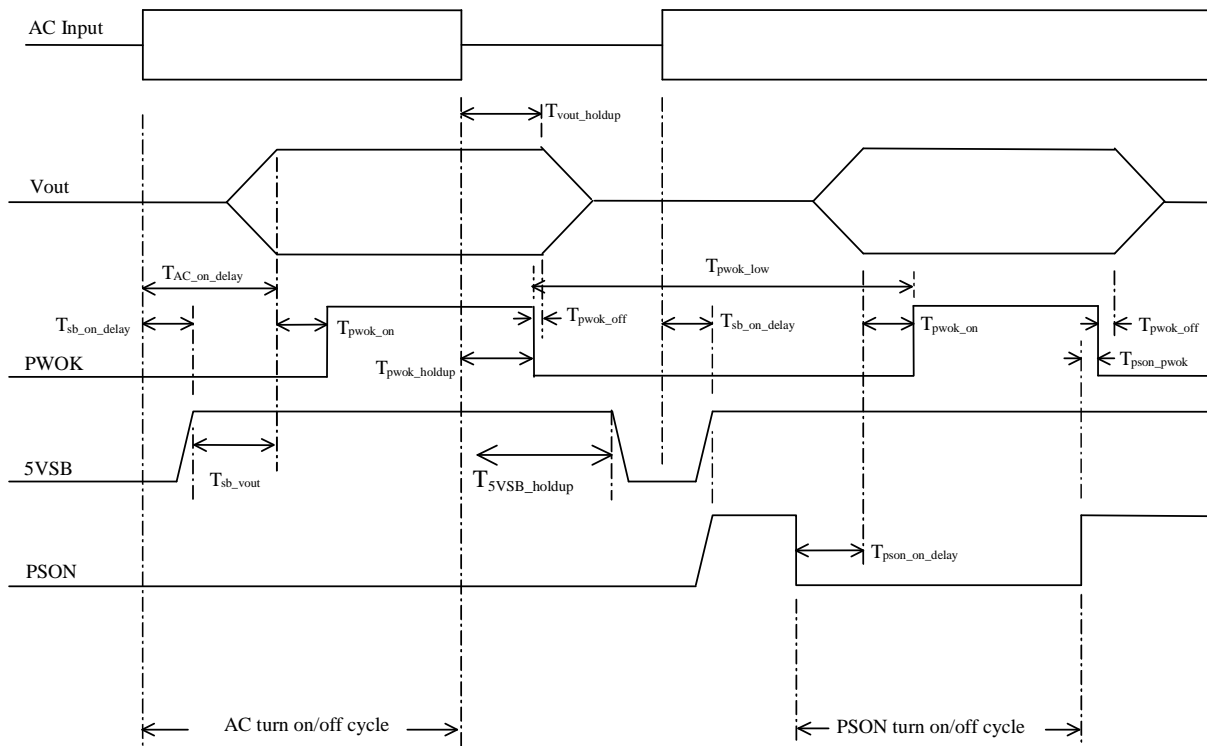 AC Input
Tvout_holdup
Vout
TAC_on_delay
Tpwok_low
Tsb_on_delay
Tpwok_on
Tpwok_off
Tsb_on_delay
Tpwok_on
Tpwok_off
PWOK
Tpwok_holdup
Tpson_pwok
5VSB
Tsb_vout
T5VSB_holdup
Tpson_on_delay
PSON
AC turn on/off cycle
PSON turn on/off cycle